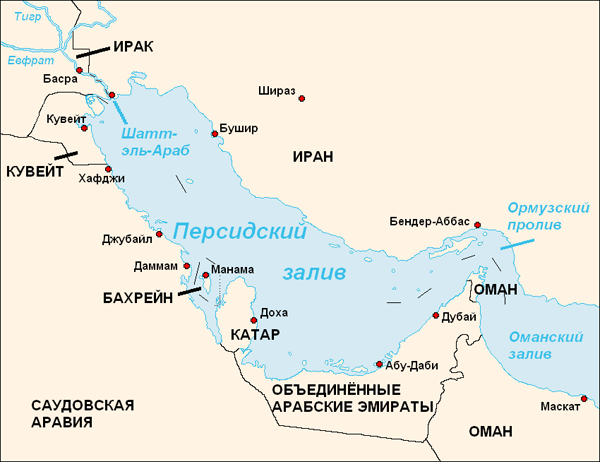 Тигр
ИРАК
Евфрат
Басра
Шираз
Кувейт
Шатт-
эль-Араб
Бушир
ИРАН
КУВЕЙТ
Хафджи
Ормузский
пролив
Бендер-Аббас
Джубайл
Персидский
залив
Даммам
Манама
БАХРЕЙН
ОМАН
Доха
КАТАР
Дубай
Оманский
залив
Абу-Даби
ОБЪЕДИНЁННЫЕ
АРАБСКИЕ ЭМИРАТЫ
САУДОВСКАЯ
АРАВИЯ
Маскат
ОМАН